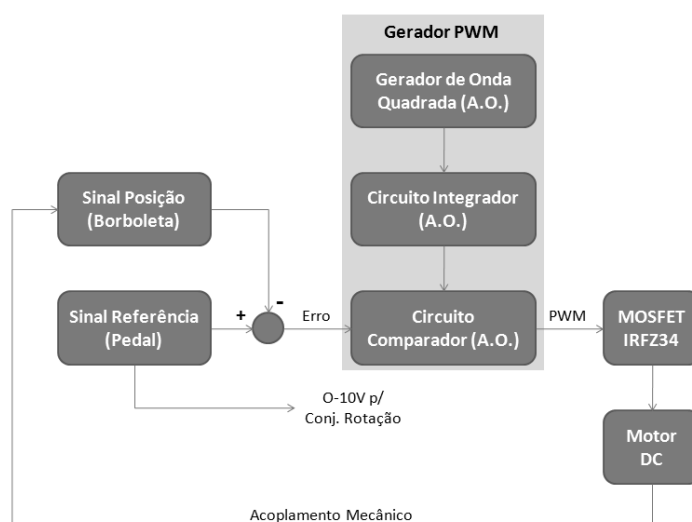 Gerador PWM
Gerador de Onda
Quadrada (A.O.)
Sinal Posição
(Borboleta)
Circuito Integrador
(A.O.)
-
+
Sinal Referência
(Pedal)
Erro
Circuito
Comparador (A.O.)
PWM
MOSFET
IRFZ34
O-10V p/
Conj. Rotação
Motor
DC
Acoplamento Mecânico